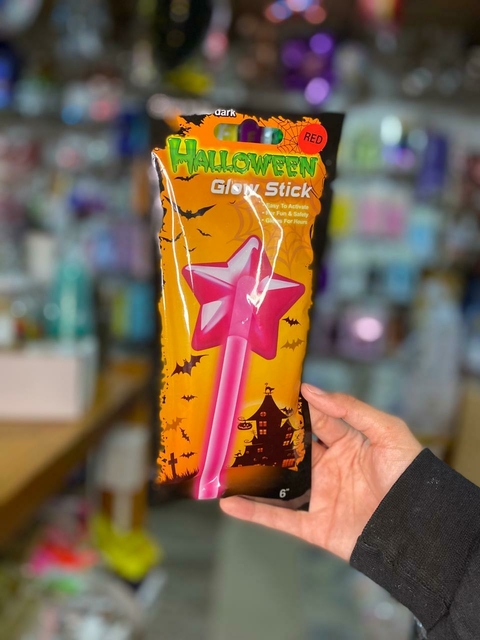 dark
RED
HALLOWEEN
Glow Stick
Easy To Activate
For Fun & Safety
Glows For Hours
6"